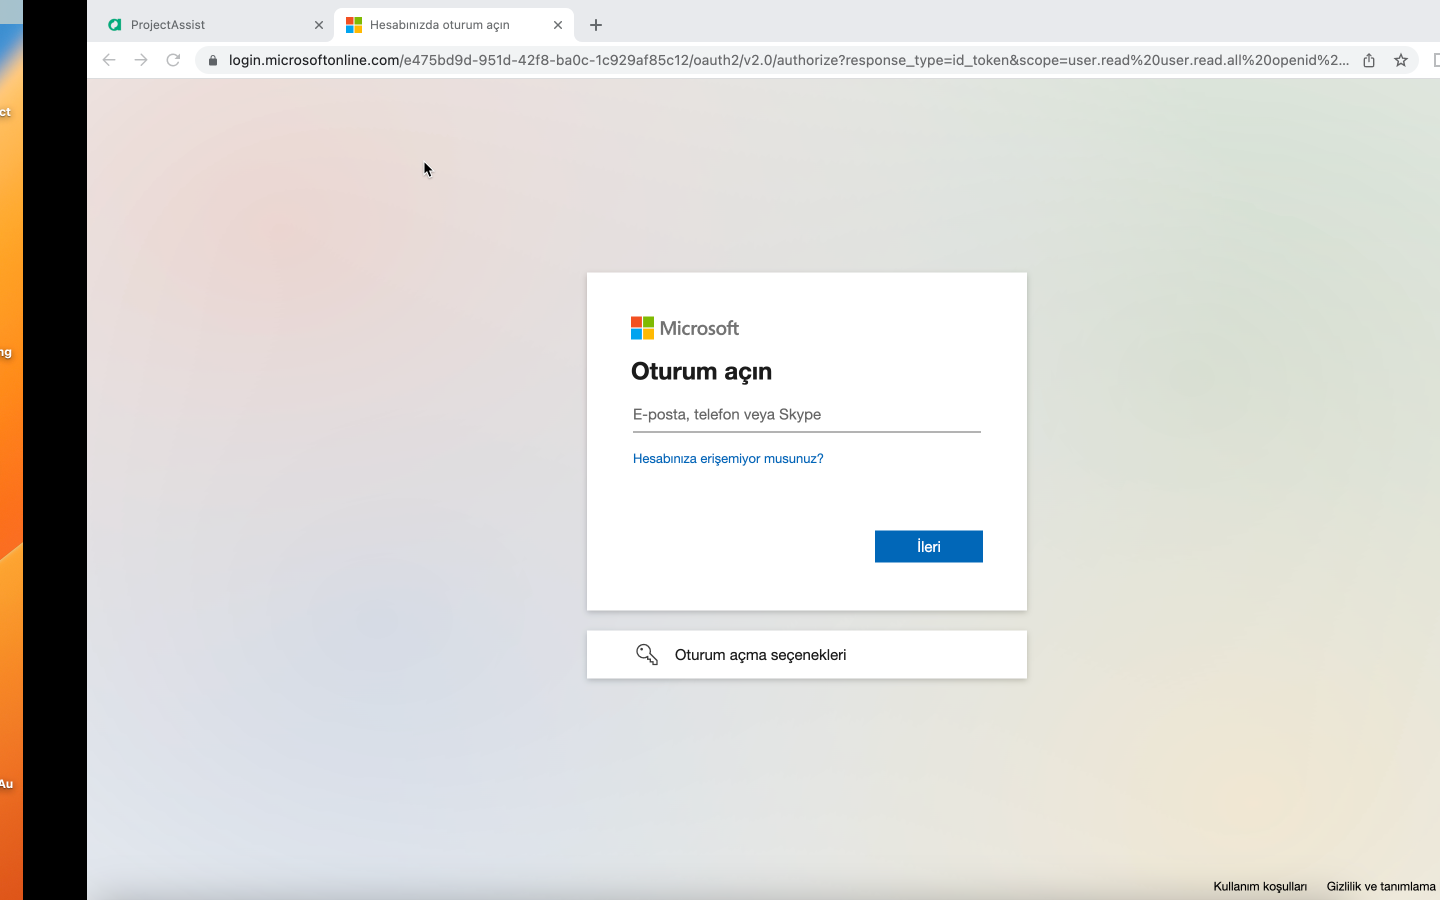 ProjectAssist
Hesabınızda oturum açın
login.microsoftonline.com/e475bd9d-951d-42f8-ba0c-1c929af85c12/oauth2/v2.0/authorize?response_type=id_token&scope=user.read%20user.read.all%20openid%2...
ct
ng
Au
Microsoft
Oturum açın
E-posta, telefon veya Skype
Hesabınıza erişemiyor musunuz?
İleri
Oturum açma seçenekleri
Kullanım koşulları
Gizlilik ve tanımlama